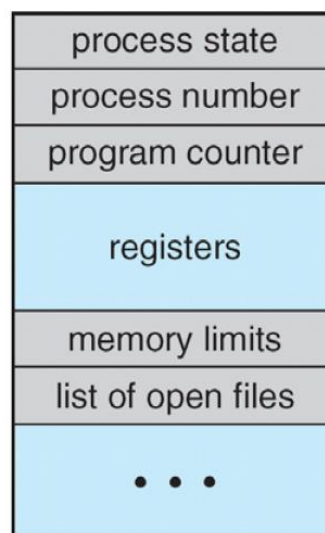 process state
process number
program counter
registers
memory limits
list of open files
• • •